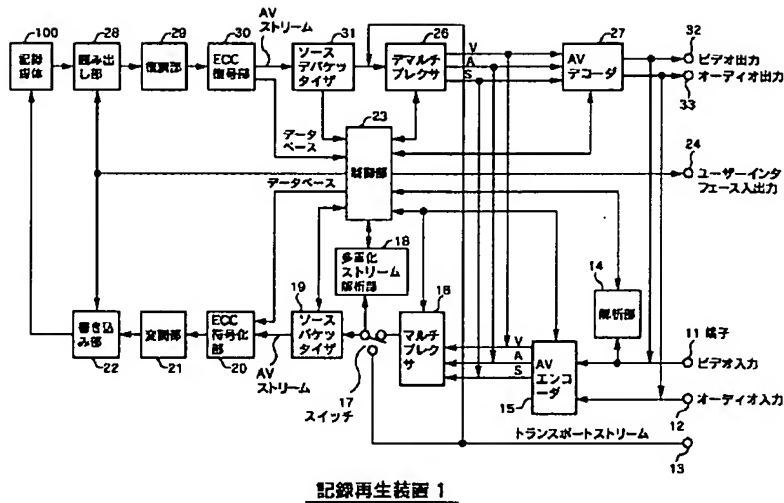 100
記録
媒体
28
読み出
し部
29
復調部
30
ECC
復号部
AV
ストリーム
31
ソース
デパケッ
タイザ
26
デマルチ
プレクサ
V
A
S
27
AV
デコーダ
32
ビデオ出力
オーディオ出力
33
23
制御部
データ
ベース
データベース
24
ユーザーインタ
フェース入出力
18
多重化
ストリーム
解析部
14
解析部
書き込
み部
22
変調部
21
ECC
符号化
部
20
AV
ストリーム
19
ソース
パケッ
タイザ
17
スイッチ
16
マルチ
プレク
サ
V
A
S
AV
エンコ
ーダ
15
11 端子
ビデオ入力
オーディオ入力
12
トランスポートストリーム
13
記録再生装置 1